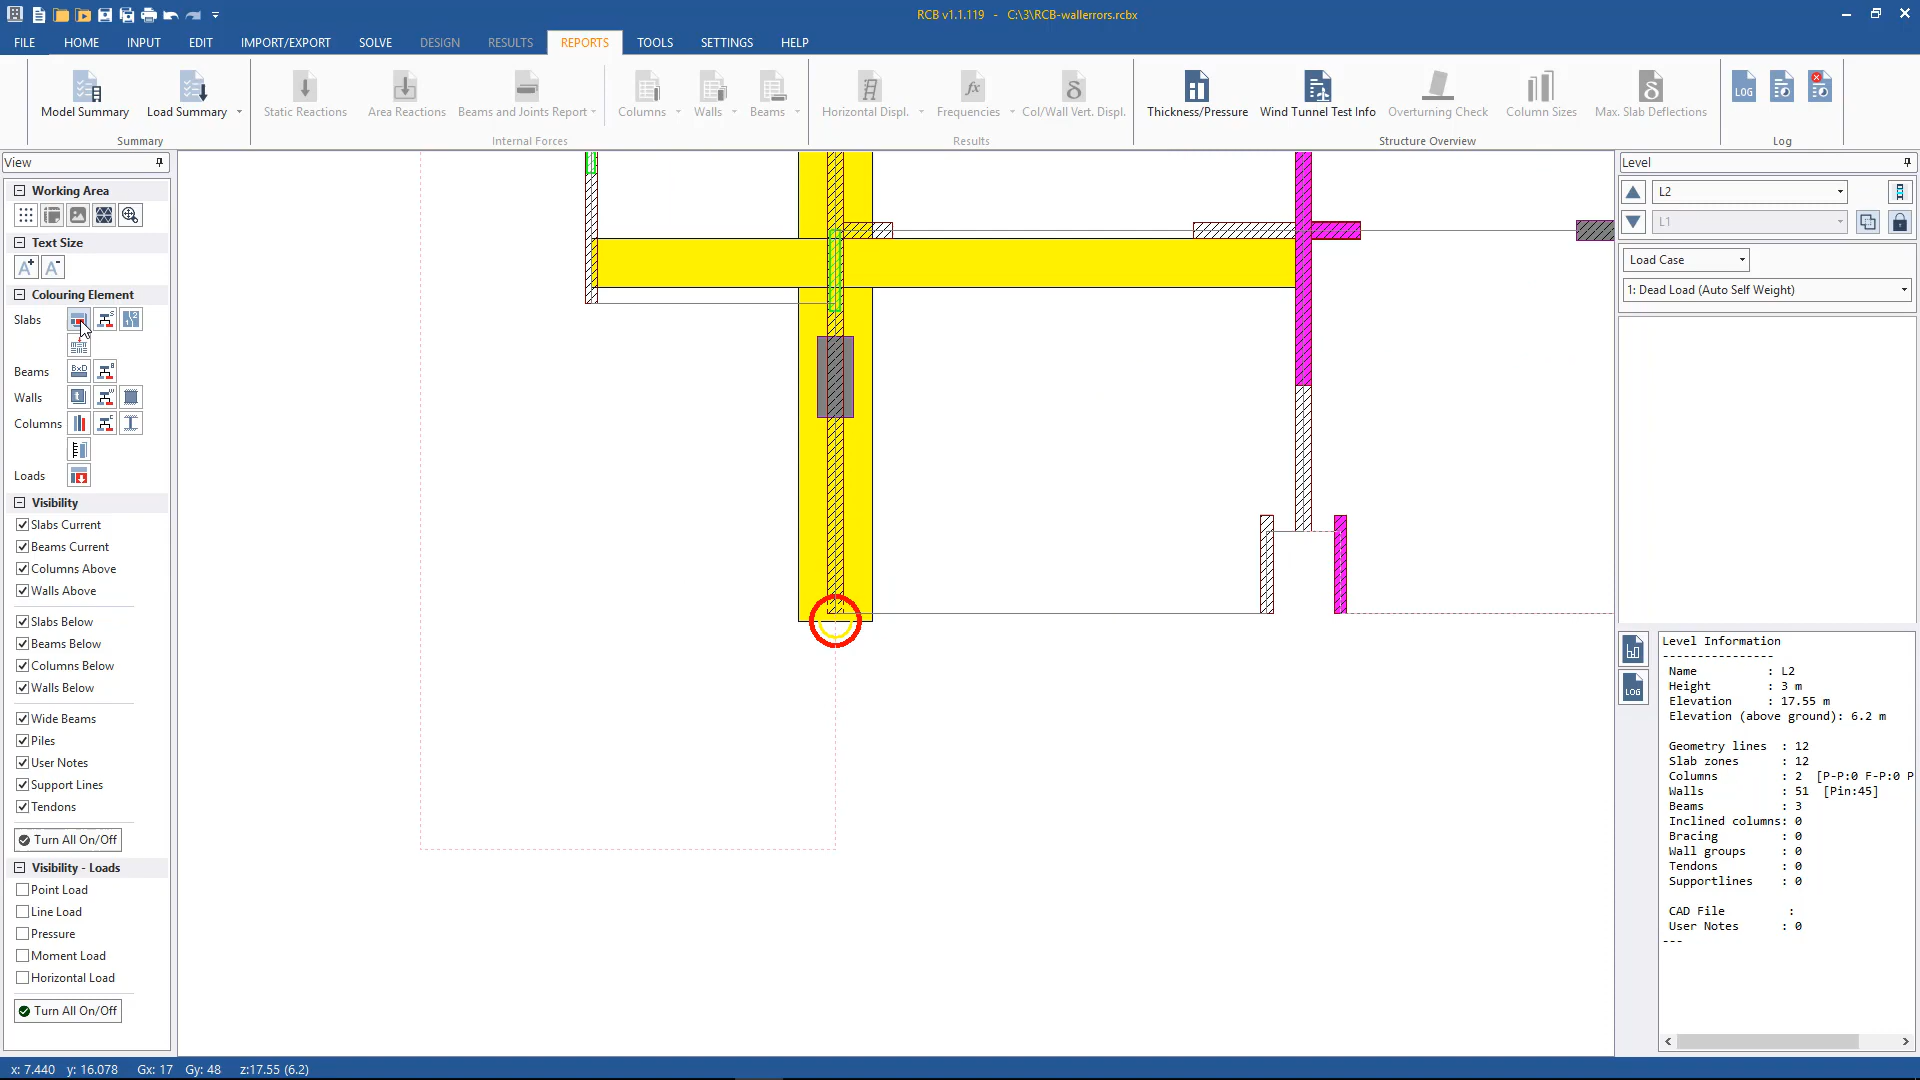 RCB v1.1.119 - C:\3\RCB-wallerrors.rcbx
FILE HOME INPUT EDIT IMPORT/EXPORT SOLVE DESIGN RESULTS REPORTS TOOLS SETTINGS HELP
Model Summary Load Summary Static Reactions Area Reactions Beams and Joints Report Columns Walls Beams Horizontal Displ. Frequencies Col/Wall Vert. Displ. Thickness/Pressure Wind Tunnel Test Info Overturning Check Column Sizes Max. Slab Deflections LOG
Summary Internal Forces Results Structure Overview Log
View
Working Area
Text Size
A+ A-
Colouring Element
Slabs
Beams BxD
Walls t
Columns
Loads
Visibility
Slabs Current
Beams Current
Columns Above
Walls Above
Slabs Below
Beams Below
Columns Below
Walls Below
Wide Beams
Piles
User Notes
Support Lines
Tendons
Turn All On/Off
Visibility - Loads
Point Load
Line Load
Pressure
Moment Load
Horizontal Load
Turn All On/Off
Level
L2
L1
Load Case
1: Dead Load (Auto Self Weight)
LOG
Level Information
----------------
Name : L2
Height : 3 m
Elevation : 17.55 m
Elevation (above ground): 6.2 m
Geometry lines : 12
Slab zones : 12
Columns : 2 [P-P:0 F-P:0 P
Walls : 51 [Pin:45]
Beams : 3
Inclined columns: 0
Bracing : 0
Wall groups : 0
Tendons : 0
Supportlines : 0
CAD File :
User Notes : 0
---
x: 7.440 y: 16.078 Gx: 17 Gy: 48 z:17.55 (6.2)